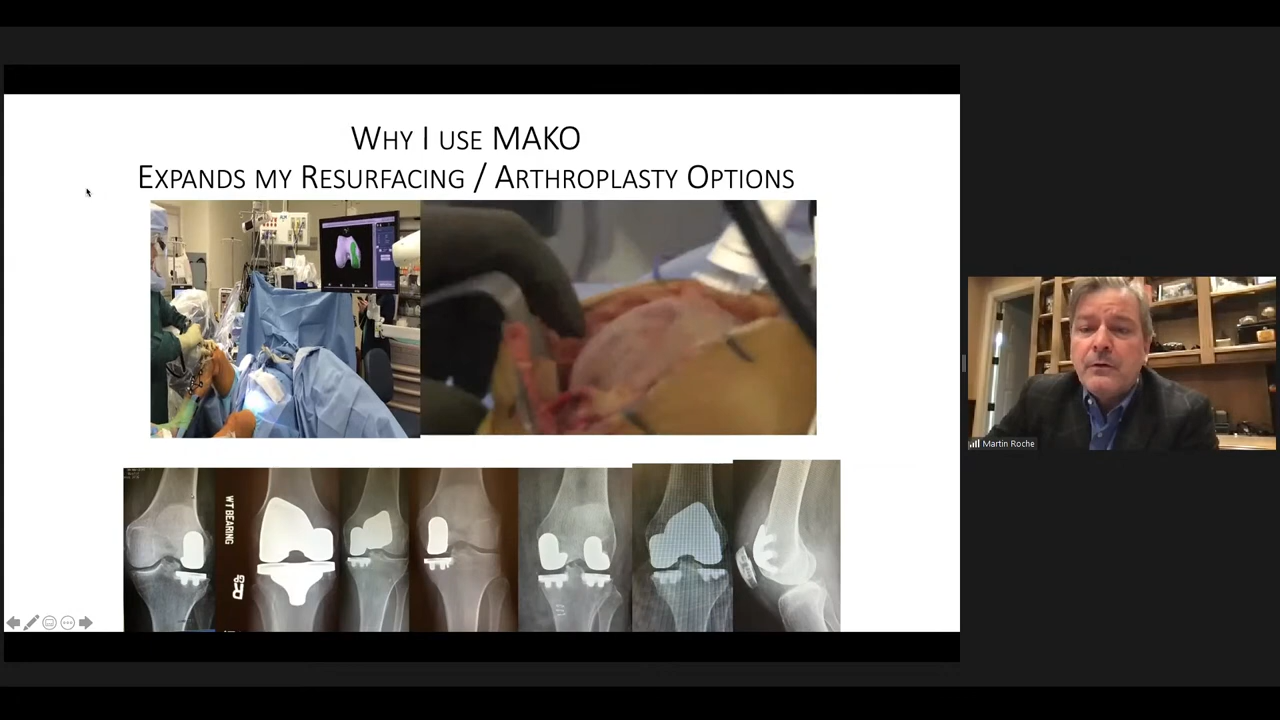 WHY I USE MAKO
EXPANDS MY RESURFACING / ARTHROPLASTY OPTIONS
WT BEARING
Martin Roche